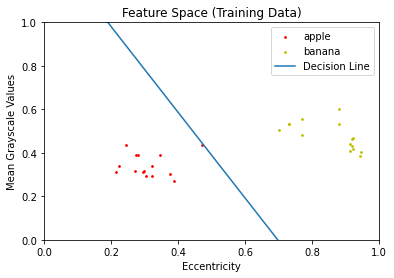 Feature Space (Training Data)
apple
banana
Decision Line
Mean Grayscale Values
1.0
0.8
0.6
0.4
0.2
0.0
0.0 0.2 0.4 0.6 0.8 1.0
Eccentricity